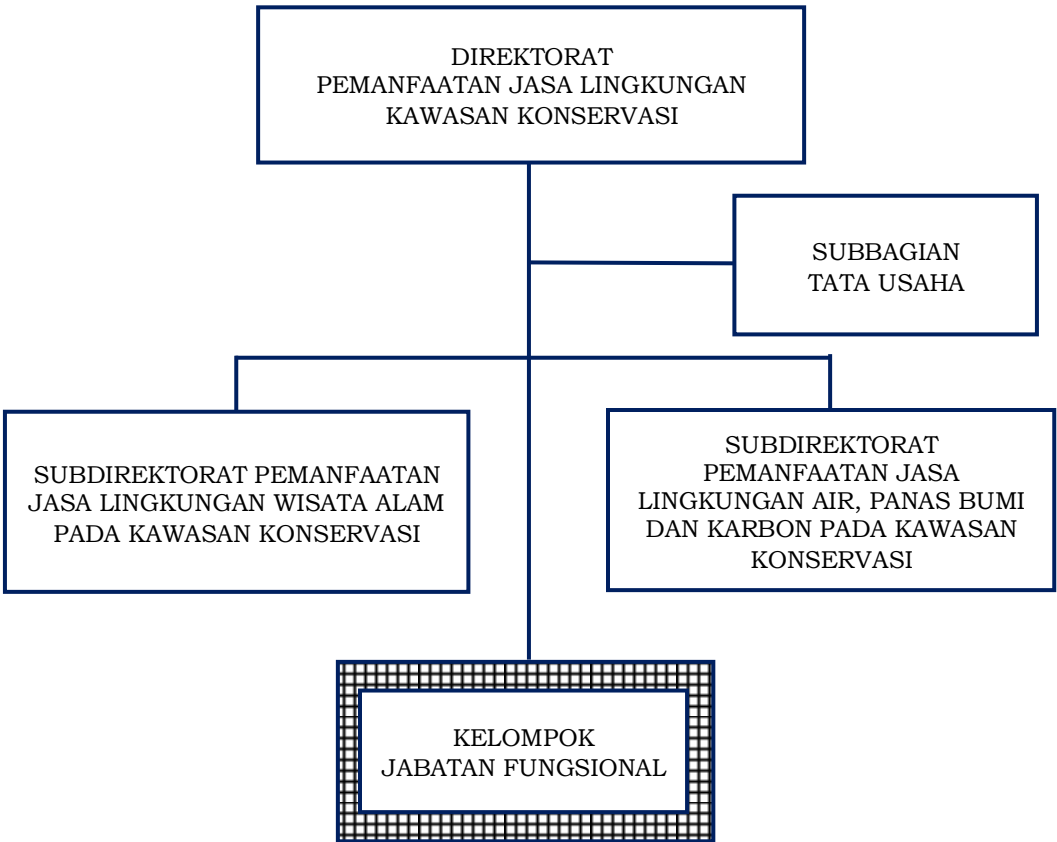 DIREKTORAT
PEMANFAATAN JASA LINGKUNGAN
KAWASAN KONSERVASI
SUBBAGIAN
TATA USAHA
SUBDIREKTORAT PEMANFAATAN
JASA LINGKUNGAN WISATA ALAM
PADA KAWASAN KONSERVASI
SUBDIREKTORAT
PEMANFAATAN JASA
LINGKUNGAN AIR, PANAS BUMI
DAN KARBON PADA KAWASAN
KONSERVASI
KELOMPOK
JABATAN FUNGSIONAL